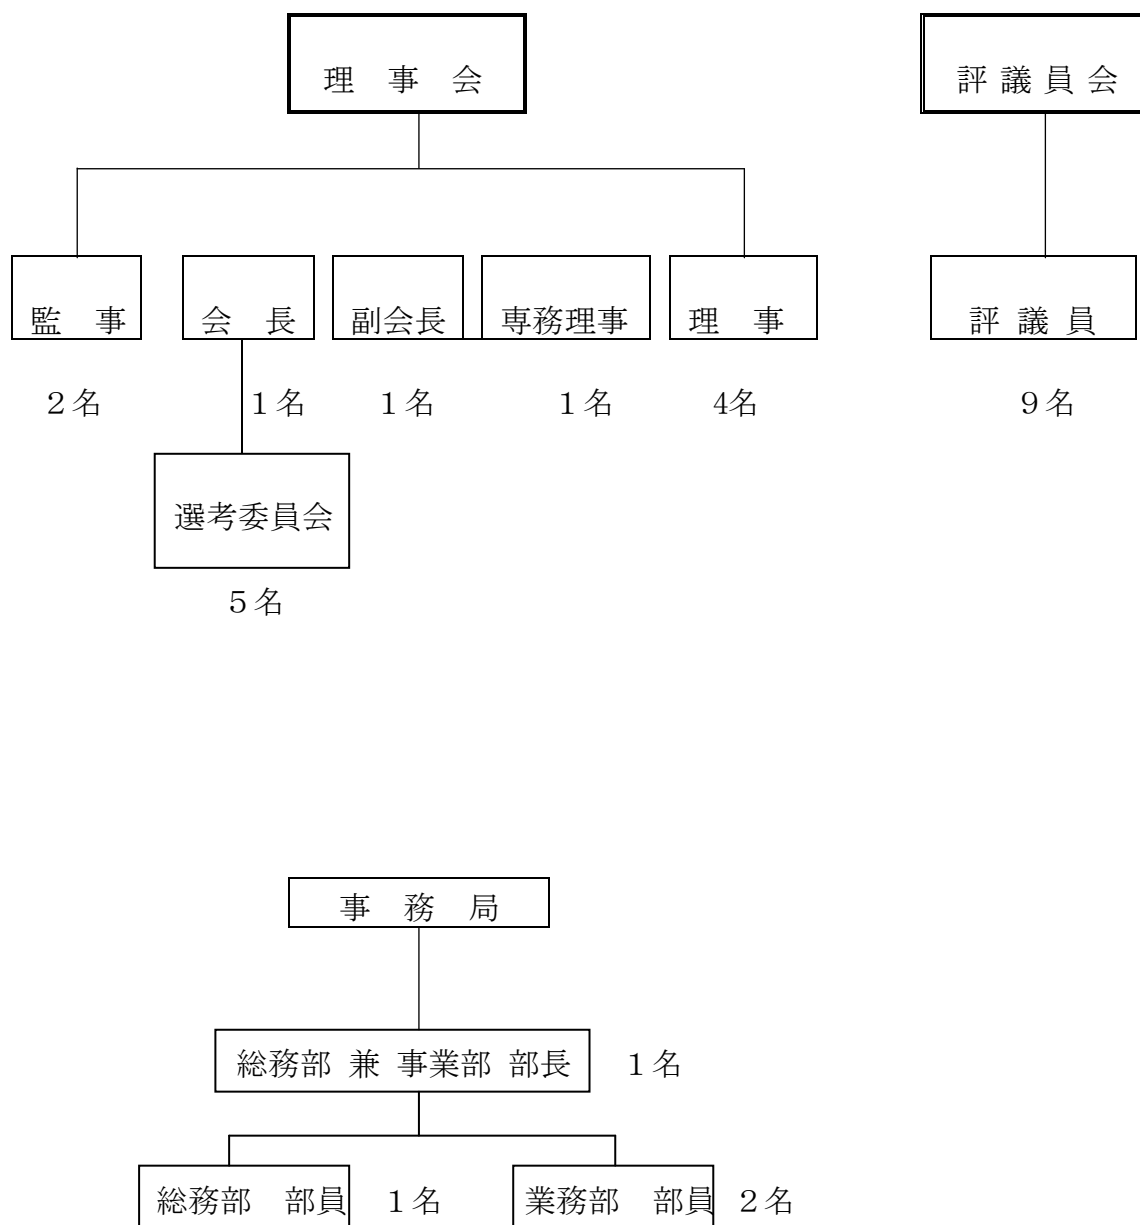 理　事　会　評 議 員 会
監　事　会　長　副会長　専務理事　理　事　評 議 員
２名　１名　１名　１名　4名　９名
選考委員会
５名
事　務　局
総務部 兼 事業部 部長　１名
総務部　部員　１名　業務部　部員　２名